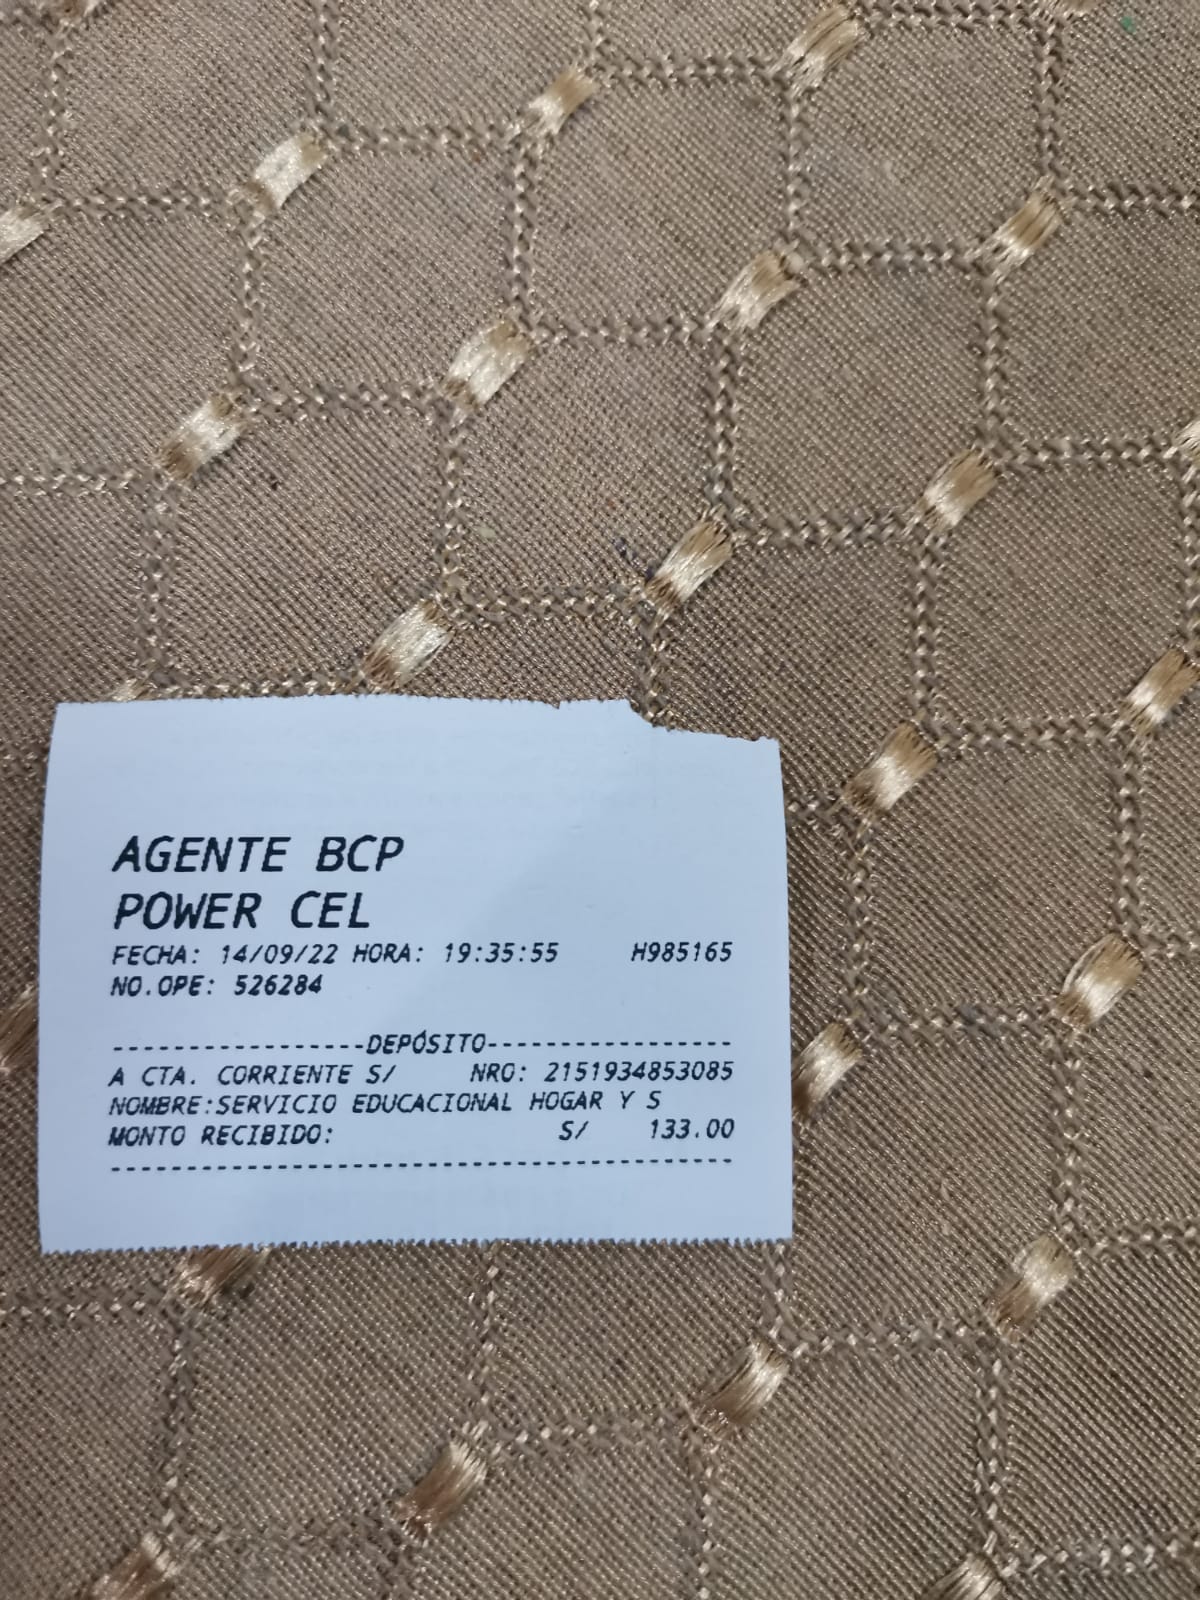 AGENTE BCP
POWER CEL
FECHA: 14/09/22 HORA: 19:35:55 H985165
NO.OPE: 526284
-----------------DEPÓSITO-----------------
A CTA. CORRIENTE S/ NRO: 2151934853085
NOMBRE:SERVICIO EDUCACIONAL HOGAR Y S
MONTO RECIBIDO: S/ 133.00
------------------------------------------